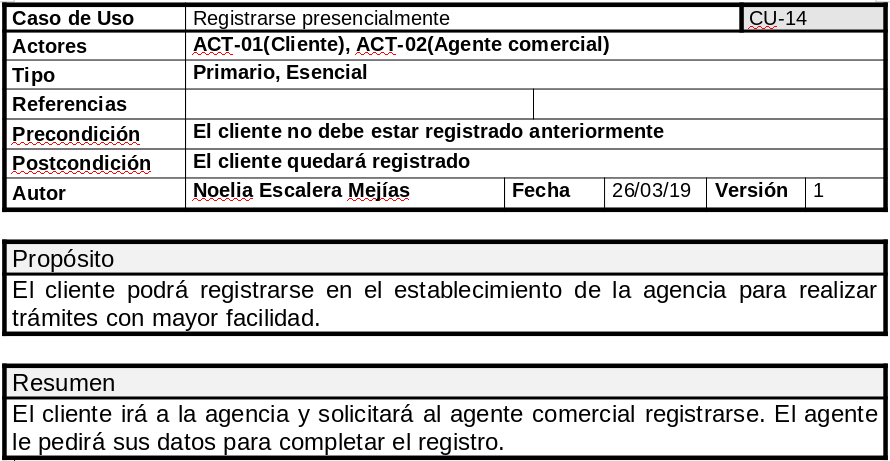 Caso de Uso Registrarse presencialmente CU-14
Actores ACT-01(Cliente), ACT-02(Agente comercial)
Tipo Primario, Esencial
Referencias
Precondición El cliente no debe estar registrado anteriormente
Postcondición El cliente quedará registrado
Autor Noelia Escalera Mejías Fecha 26/03/19 Versión 1
Propósito
El cliente podrá registrarse en el establecimiento de la agencia para realizar
trámites con mayor facilidad.
Resumen
El cliente irá a la agencia y solicitará al agente comercial registrarse. El agente
le pedirá sus datos para completar el registro.